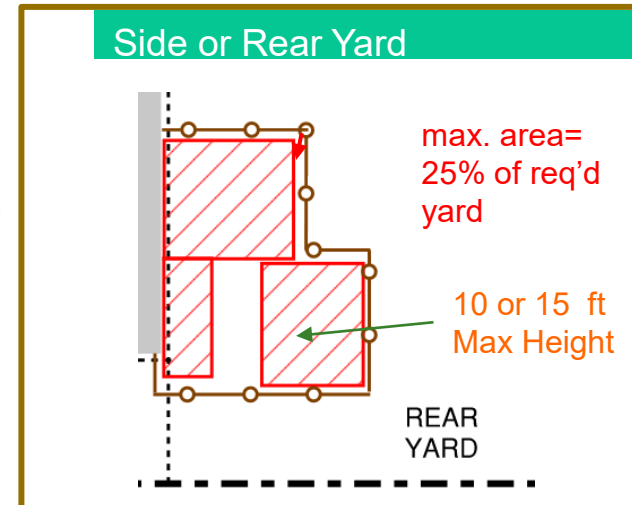 Side or Rear Yard
max. area=
25% of req’d
yard
10 or 15  ft
Max Height
REAR
YARD